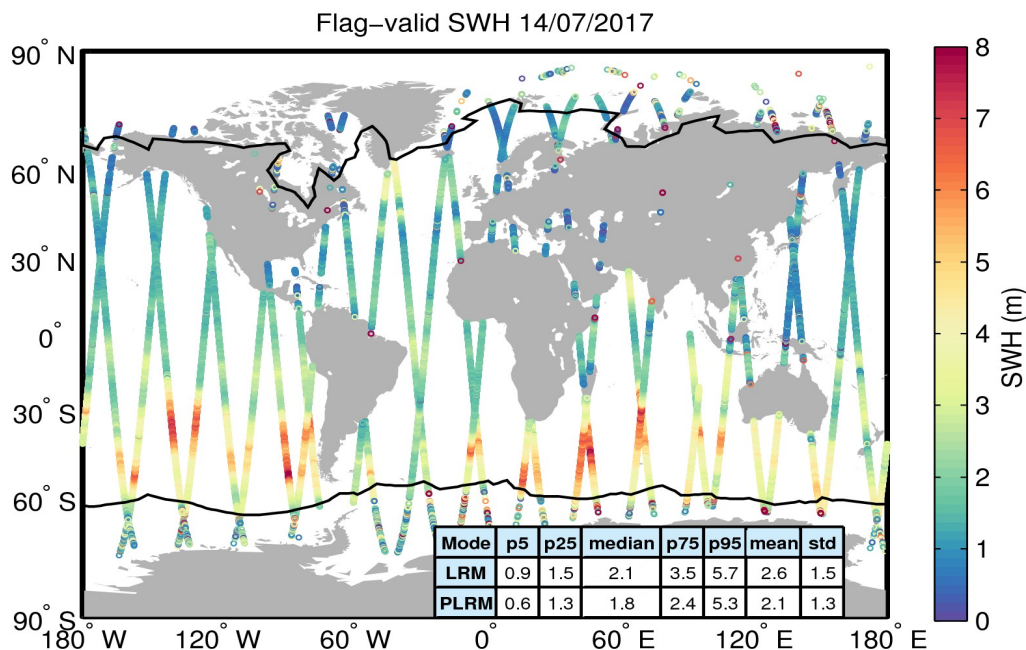 Flag−valid SWH 14/07/2017
90° N
60° N
30° N
0°
30° S
60° S
90° S
180° W
120° W
60° W
0°
60° E
120° E
180° E
Mode p5 p25 median p75 p95 mean std
LRM 0.9 1.5 2.1 3.5 5.7 2.6 1.5
PLRM 0.6 1.3 1.8 2.4 5.3 2.1 1.3
8
7
6
5
4
3
2
1
0
SWH (m)